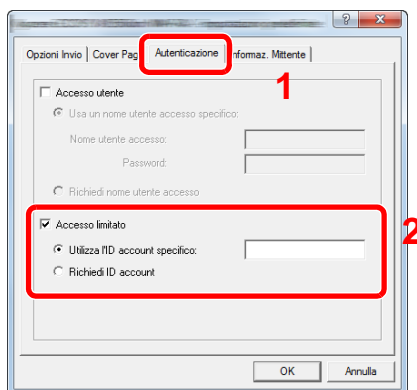 Opzioni Invio Cover Pag Autenticazione nformaz. Mittente
1
Accesso utente
Usa un nome utente accesso specifico:
Nome utente accesso:
Password:
Richiedi nome utente accesso
Accesso limitato
2
Utilizza l'ID account specifico:
Richiedi ID account
OK Annulla